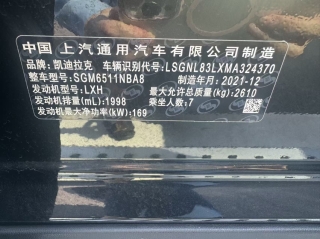 中国 上汽通用汽车有限公司制造
品牌：凯迪拉克 车辆识别代号：LSGNL83LXMA324370
整车型号：SGM6511NBA8 制造年月：2021-12
发动机型号：LXH 最大允许总质量(kg)：2610
发动机排量(mL)：1998 乘坐人数：7
发动机最大净功率(kW)：169